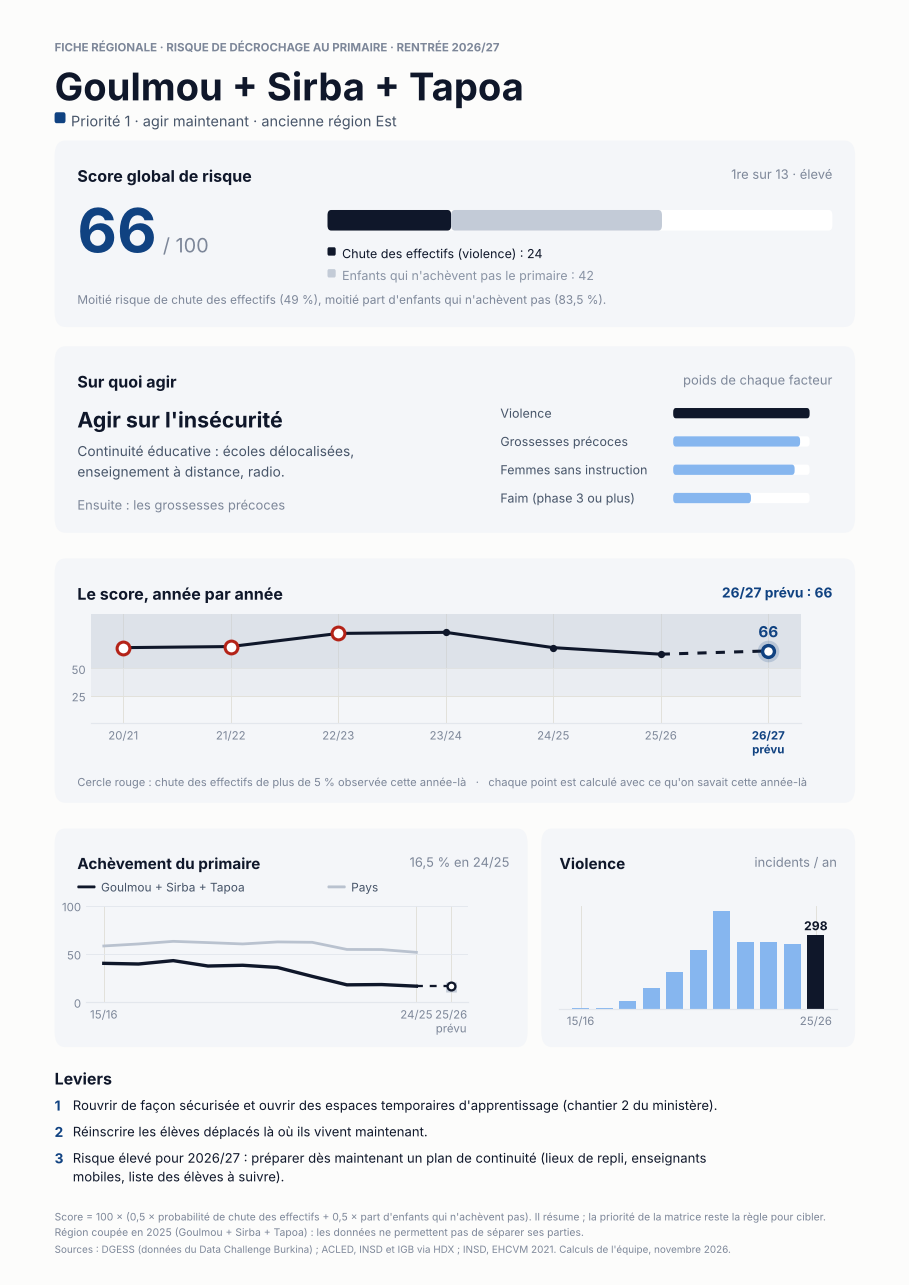 FICHE RÉGIONALE · RISQUE DE DÉCROCHAGE AU PRIMAIRE · RENTRÉE 2026/27
Goulmou + Sirba + Tapoa
Priorité 1 · agir maintenant · ancienne région Est
Score global de risque
1re sur 13 · élevé
66 / 100
Chute des effectifs (violence) : 24
Enfants qui n'achèvent pas le primaire : 42
Moitié risque de chute des effectifs (49 %), moitié part d'enfants qui n'achèvent pas (83,5 %).
Sur quoi agir
poids de chaque facteur
Agir sur l'insécurité
Continuité éducative : écoles délocalisées,
enseignement à distance, radio.
Ensuite : les grossesses précoces
Violence
Grossesses précoces
Femmes sans instruction
Faim (phase 3 ou plus)
Le score, année par année
26/27 prévu : 66
66
50
25
20/21 21/22 22/23 23/24 24/25 25/26 26/27
prévu
Cercle rouge : chute des effectifs de plus de 5 % observée cette année-là · chaque point est calculé avec ce qu'on savait cette année-là
Achèvement du primaire
16,5 % en 24/25
Goulmou + Sirba + Tapoa Pays
100
50
0
15/16 24/25 25/26
prévu
Violence
incidents / an
298
15/16 25/26
Leviers
1 Rouvrir de façon sécurisée et ouvrir des espaces temporaires d'apprentissage (chantier 2 du ministère).
2 Réinscrire les élèves déplacés là où ils vivent maintenant.
3 Risque élevé pour 2026/27 : préparer dès maintenant un plan de continuité (lieux de repli, enseignants
mobiles, liste des élèves à suivre).
Score = 100 × (0,5 × probabilité de chute des effectifs + 0,5 × part d'enfants qui n'achèvent pas). Il résume ; la priorité de la matrice reste la règle pour cibler.
Région coupée en 2025 (Goulmou + Sirba + Tapoa) : les données ne permettent pas de séparer ses parties.
Sources : DGESS (données du Data Challenge Burkina) ; ACLED, INSD et IGB via HDX ; INSD, EHCVM 2021. Calculs de l'équipe, novembre 2026.